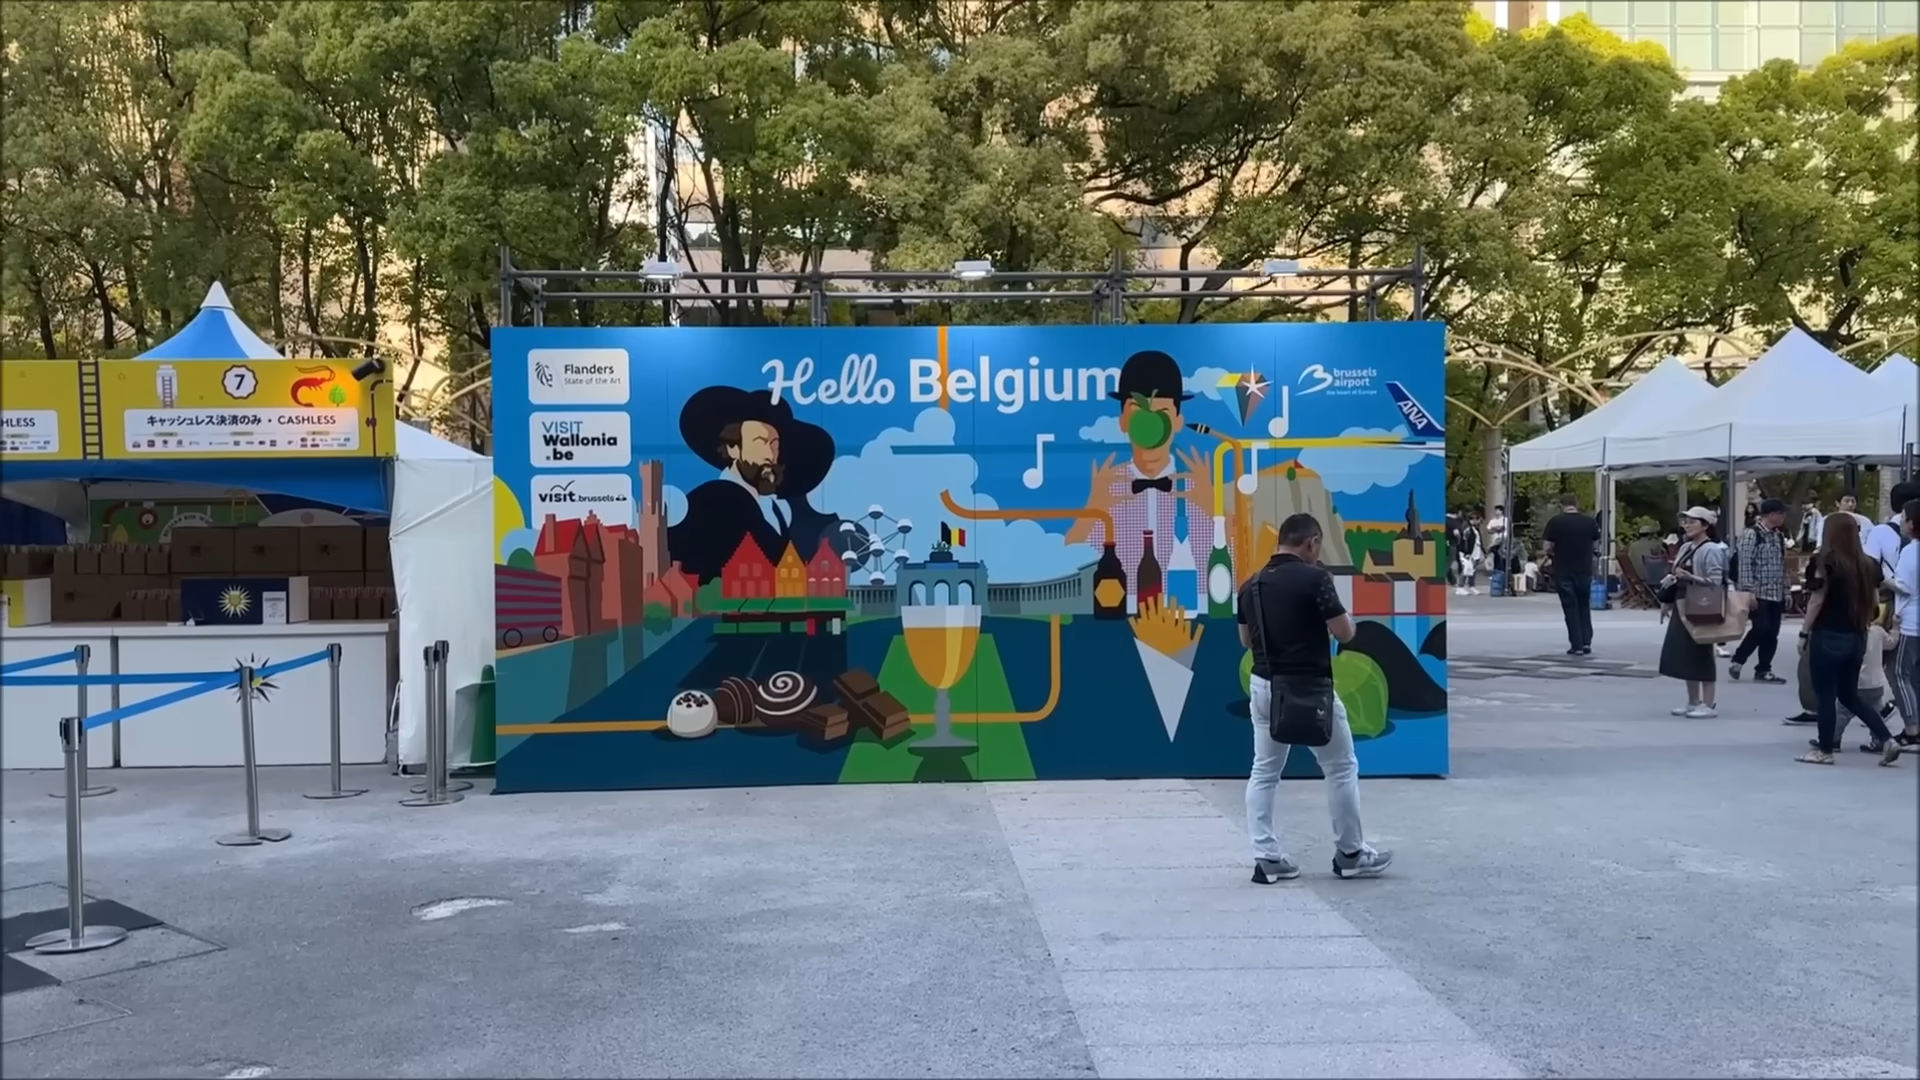 HLESS
7
キャッシュレス決済のみ・CASHLESS
Flanders
State of the Art
VISIT
Wallonia
.be
visit.brussels
Hello Belgium
brussels
airport
the heart of Europe
ANA